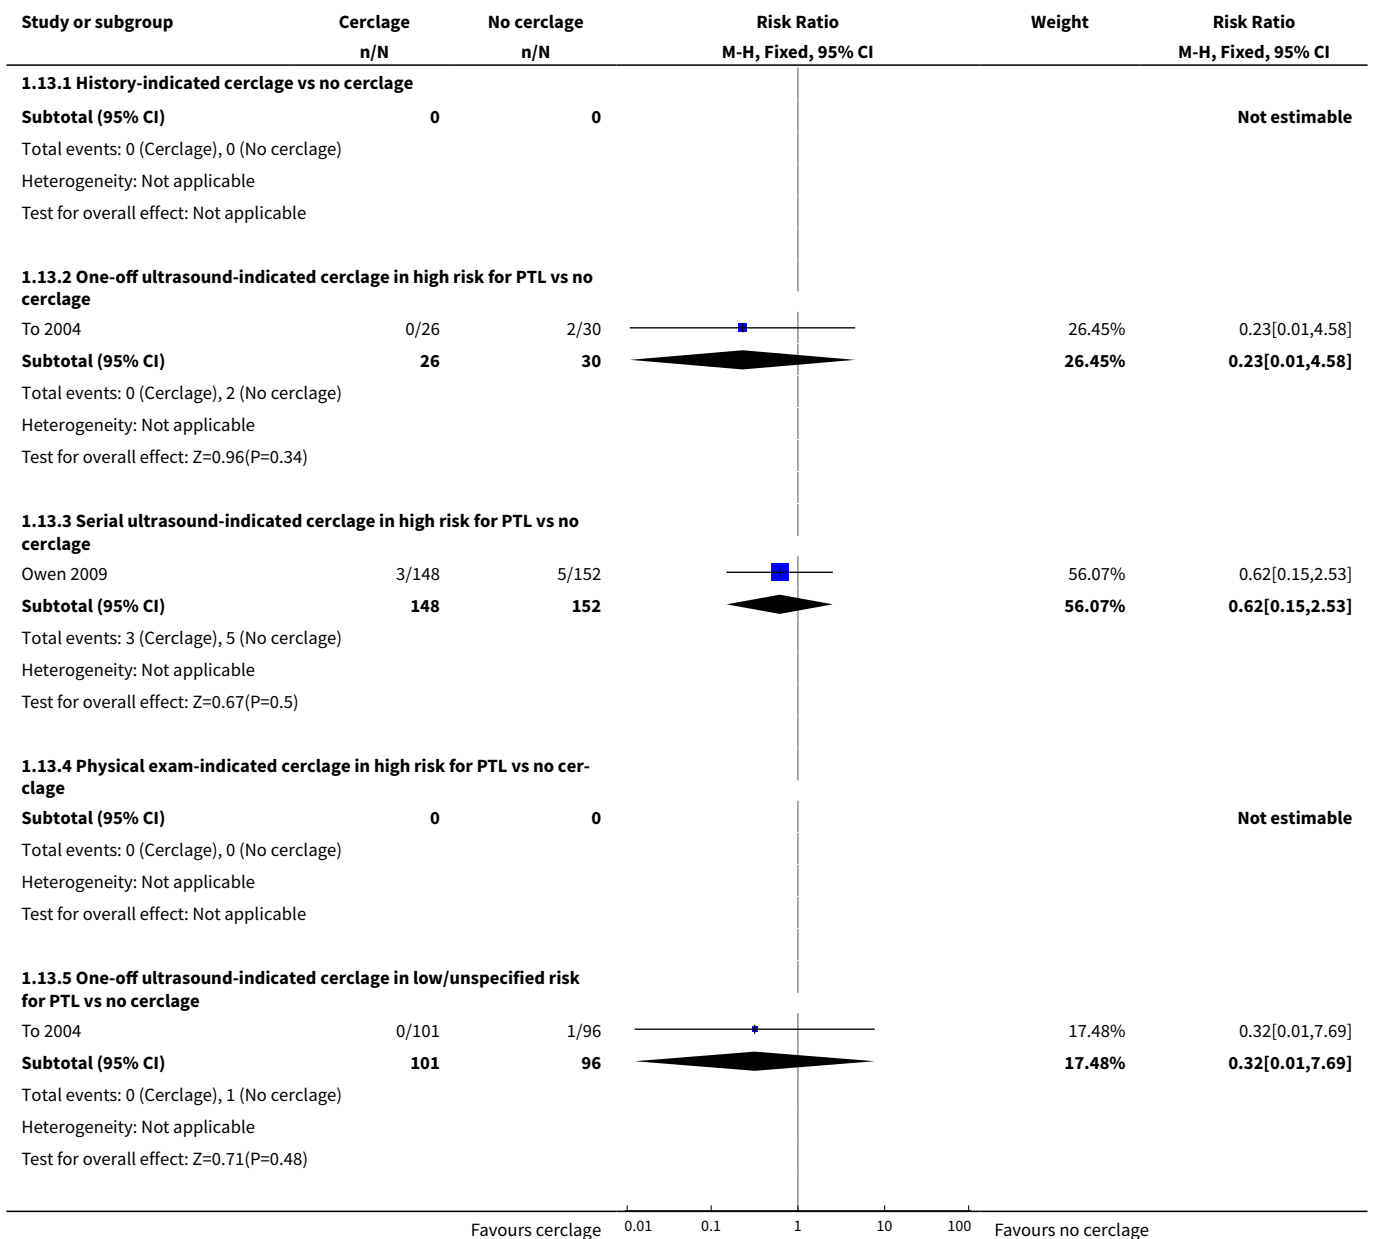 Study or subgroup Cerclage No cerclage Risk Ratio Weight Risk Ratio
n/N n/N M-H, Fixed, 95% CI M-H, Fixed, 95% CI
1.13.1 History-indicated cerclage vs no cerclage
Subtotal (95% CI) 0 0 Not estimable
Total events: 0 (Cerclage), 0 (No cerclage)
Heterogeneity: Not applicable
Test for overall effect: Not applicable
1.13.2 One-off ultrasound-indicated cerclage in high risk for PTL vs no
cerclage
To 2004 0/26 2/30 26.45% 0.23[0.01,4.58]
Subtotal (95% CI) 26 30 26.45% 0.23[0.01,4.58]
Total events: 0 (Cerclage), 2 (No cerclage)
Heterogeneity: Not applicable
Test for overall effect: Z=0.96(P=0.34)
1.13.3 Serial ultrasound-indicated cerclage in high risk for PTL vs no
cerclage
Owen 2009 3/148 5/152 56.07% 0.62[0.15,2.53]
Subtotal (95% CI) 148 152 56.07% 0.62[0.15,2.53]
Total events: 3 (Cerclage), 5 (No cerclage)
Heterogeneity: Not applicable
Test for overall effect: Z=0.67(P=0.5)
1.13.4 Physical exam-indicated cerclage in high risk for PTL vs no cer-
clage
Subtotal (95% CI) 0 0 Not estimable
Total events: 0 (Cerclage), 0 (No cerclage)
Heterogeneity: Not applicable
Test for overall effect: Not applicable
1.13.5 One-off ultrasound-indicated cerclage in low/unspecified risk
for PTL vs no cerclage
To 2004 0/101 1/96 17.48% 0.32[0.01,7.69]
Subtotal (95% CI) 101 96 17.48% 0.32[0.01,7.69]
Total events: 0 (Cerclage), 1 (No cerclage)
Heterogeneity: Not applicable
Test for overall effect: Z=0.71(P=0.48)
Favours cerclage 0.01 0.1 1 10 100 Favours no cerclage